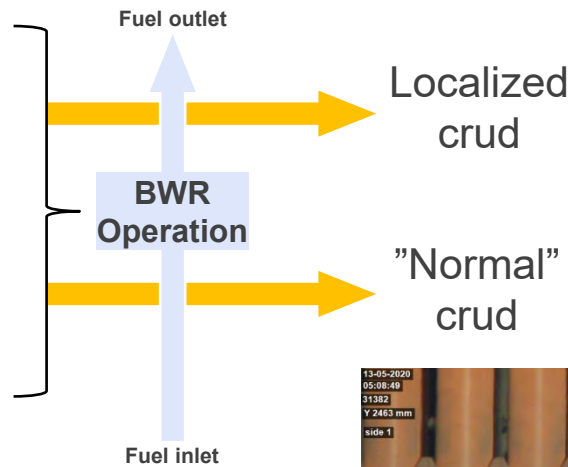 Fuel outlet
Localized
crud
BWR
Operation
”Normal”
crud
13-05-2020
05:08:49
31382
Y 2463 mm
side 1
Fuel inlet